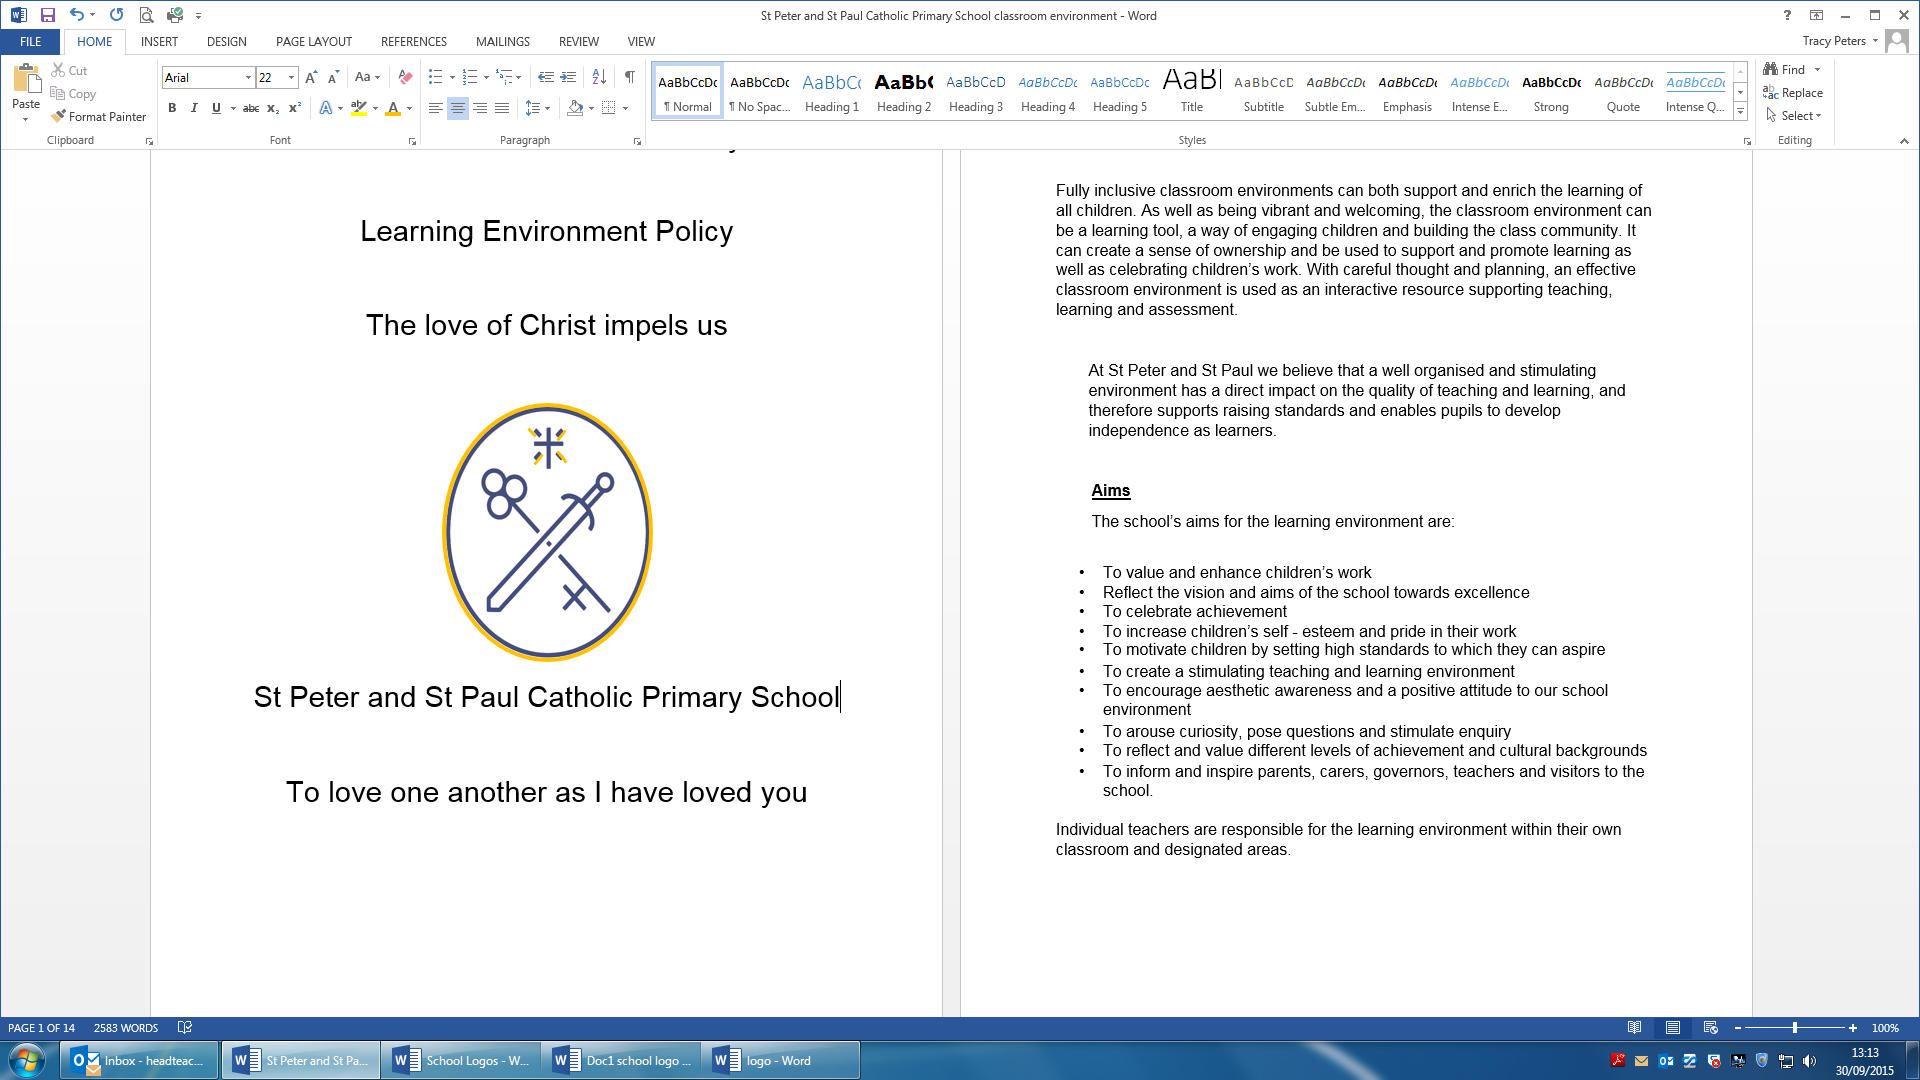 St Peter and St Paul Catholic Primary School classroom environment - Word
Tracy Peters
FILE HOME INSERT DESIGN PAGE LAYOUT REFERENCES MAILINGS REVIEW VIEW
Paste
Cut
Copy
Format Painter
Clipboard
Arial 22
Font
Paragraph
AaBbCcDc AaBbCcDc AaBbCc AaBbC AaBbCcD AaBbCcDc AaBbCcDc AaBl AaBbCcD AaBbCcDc AaBbCcDc AaBbCcDc AaBbCcDc AaBbCcDc AaBbCcDc
¶ Normal ¶ No Spac... Heading 1 Heading 2 Heading 3 Heading 4 Heading 5 Title Subtitle Subtle Em... Emphasis Intense E... Strong Quote Intense Q...
Styles
Find
Replace
Select
Editing
Learning Environment Policy
The love of Christ impels us
St Peter and St Paul Catholic Primary School
To love one another as I have loved you
Fully inclusive classroom environments can both support and enrich the learning of
all children. As well as being vibrant and welcoming, the classroom environment can
be a learning tool, a way of engaging children and building the class community. It
can create a sense of ownership and be used to support and promote learning as
well as celebrating children’s work. With careful thought and planning, an effective
classroom environment is used as an interactive resource supporting teaching,
learning and assessment.
At St Peter and St Paul we believe that a well organised and stimulating
environment has a direct impact on the quality of teaching and learning, and
therefore supports raising standards and enables pupils to develop
independence as learners.
Aims
The school’s aims for the learning environment are:
• To value and enhance children’s work
• Reflect the vision and aims of the school towards excellence
• To celebrate achievement
• To increase children’s self - esteem and pride in their work
• To motivate children by setting high standards to which they can aspire
• To create a stimulating teaching and learning environment
• To encourage aesthetic awareness and a positive attitude to our school
environment
• To arouse curiosity, pose questions and stimulate enquiry
• To reflect and value different levels of achievement and cultural backgrounds
• To inform and inspire parents, carers, governors, teachers and visitors to the
school.
Individual teachers are responsible for the learning environment within their own
classroom and designated areas.
PAGE 1 OF 14 2583 WORDS 100%
Inbox - headteac... St Peter and St Pa... School Logos - W... Doc1 school logo ... logo - Word
13:13
30/09/2015